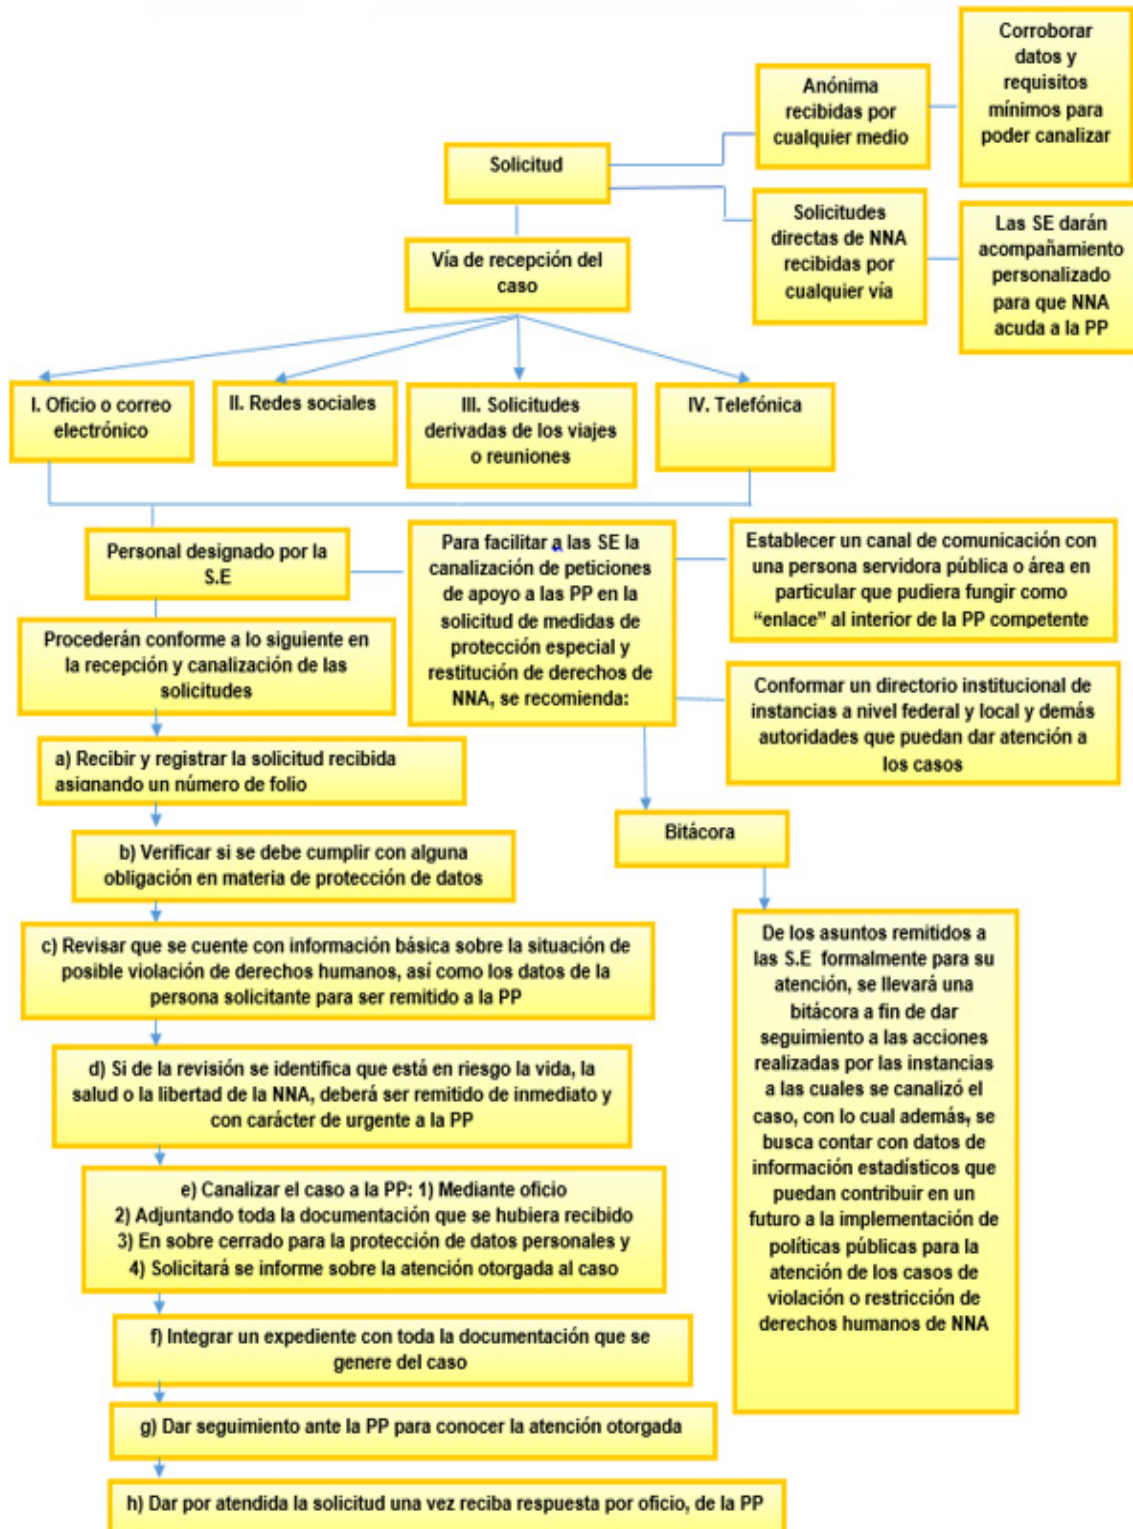 Corroborar
datos y
requisitos
mínimos para
poder canalizar
Anónima
recibidas por
cualquier medio
Solicitud
Solicitudes
directas de NNA
recibidas por
cualquier vía
Las SE darán
acompañamiento
personalizado
para que NNA
acuda a la PP
Vía de recepción del
caso
I. Oficio o correo
electrónico
II. Redes sociales
III. Solicitudes
derivadas de los viajes
o reuniones
IV. Telefónica
Personal designado por la
S.E
Para facilitar a las SE la
canalización de peticiones
de apoyo a las PP en la
solicitud de medidas de
protección especial y
restitución de derechos de
NNA, se recomienda:
Establecer un canal de comunicación con
una persona servidora pública o área en
particular que pudiera fungir como
“enlace” al interior de la PP competente
Procederán conforme a lo siguiente en
la recepción y canalización de las
solicitudes
Conformar un directorio institucional de
instancias a nivel federal y local y demás
autoridades que puedan dar atención a
los casos
a) Recibir y registrar la solicitud recibida
asignando un número de folio
Bitácora
b) Verificar si se debe cumplir con alguna
obligación en materia de protección de datos
c) Revisar que se cuente con información básica sobre la situación de
posible violación de derechos humanos, así como los datos de la
persona solicitante para ser remitido a la PP
d) Si de la revisión se identifica que está en riesgo la vida, la
salud o la libertad de la NNA, deberá ser remitido de inmediato y
con carácter de urgente a la PP
e) Canalizar el caso a la PP: 1) Mediante oficio
2) Adjuntando toda la documentación que se hubiera recibido
3) En sobre cerrado para la protección de datos personales y
4) Solicitará se informe sobre la atención otorgada al caso
f) Integrar un expediente con toda la documentación que se
genere del caso
g) Dar seguimiento ante la PP para conocer la atención otorgada
h) Dar por atendida la solicitud una vez reciba respuesta por oficio, de la PP
De los asuntos remitidos a
las S.E formalmente para su
atención, se llevará una
bitácora a fin de dar
seguimiento a las acciones
realizadas por las instancias
a las cuales se canalizó el
caso, con lo cual además, se
busca contar con datos de
información estadísticos que
puedan contribuir en un
futuro a la implementación de
políticas públicas para la
atención de los casos de
violación o restricción de
derechos humanos de NNA